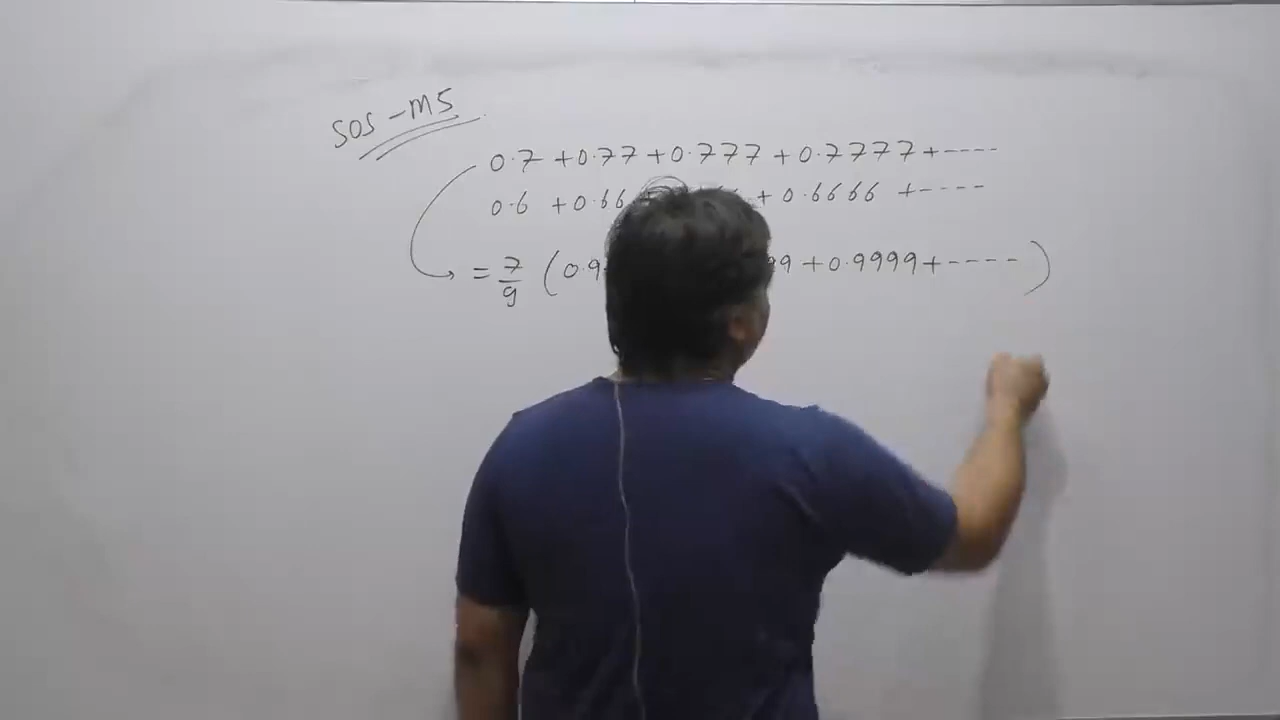 SOS - M5
0.7 + 0.77 + 0.777 + 0.7777 + ----
0.6 + 0.66 + 0.6666 + ----
= 7/9 (0.9 99 + 0.9999 + ---- )